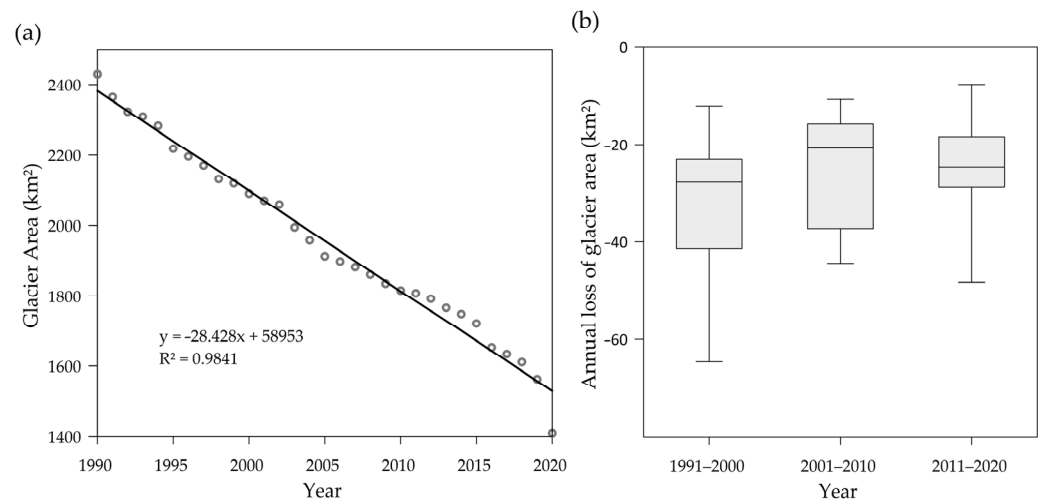 (a)
2400
2200
2000
1800
1600
1400
Glacier Area (km²)
y = -28.428x + 58953
R² = 0.9841
1990
1995
2000
2005
2010
2015
2020
Year
(b)
0
-20
-40
-60
Annual loss of glacier area (km²)
1991–2000
2001–2010
2011–2020
Year